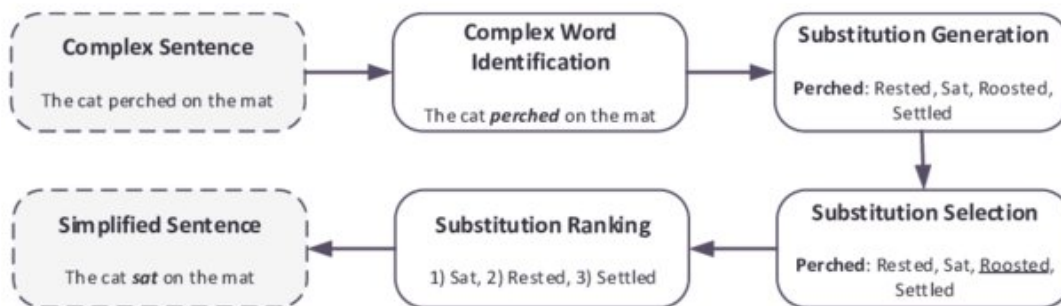 Complex Sentence
The cat perched on the mat
Complex Word
Identification
The cat perched on the mat
Substitution Generation
Perched: Rested, Sat, Roosted,
Settled
Substitution Selection
Perched: Rested, Sat, Roosted,
Settled
Substitution Ranking
1) Sat, 2) Rested, 3) Settled
Simplified Sentence
The cat sat on the mat